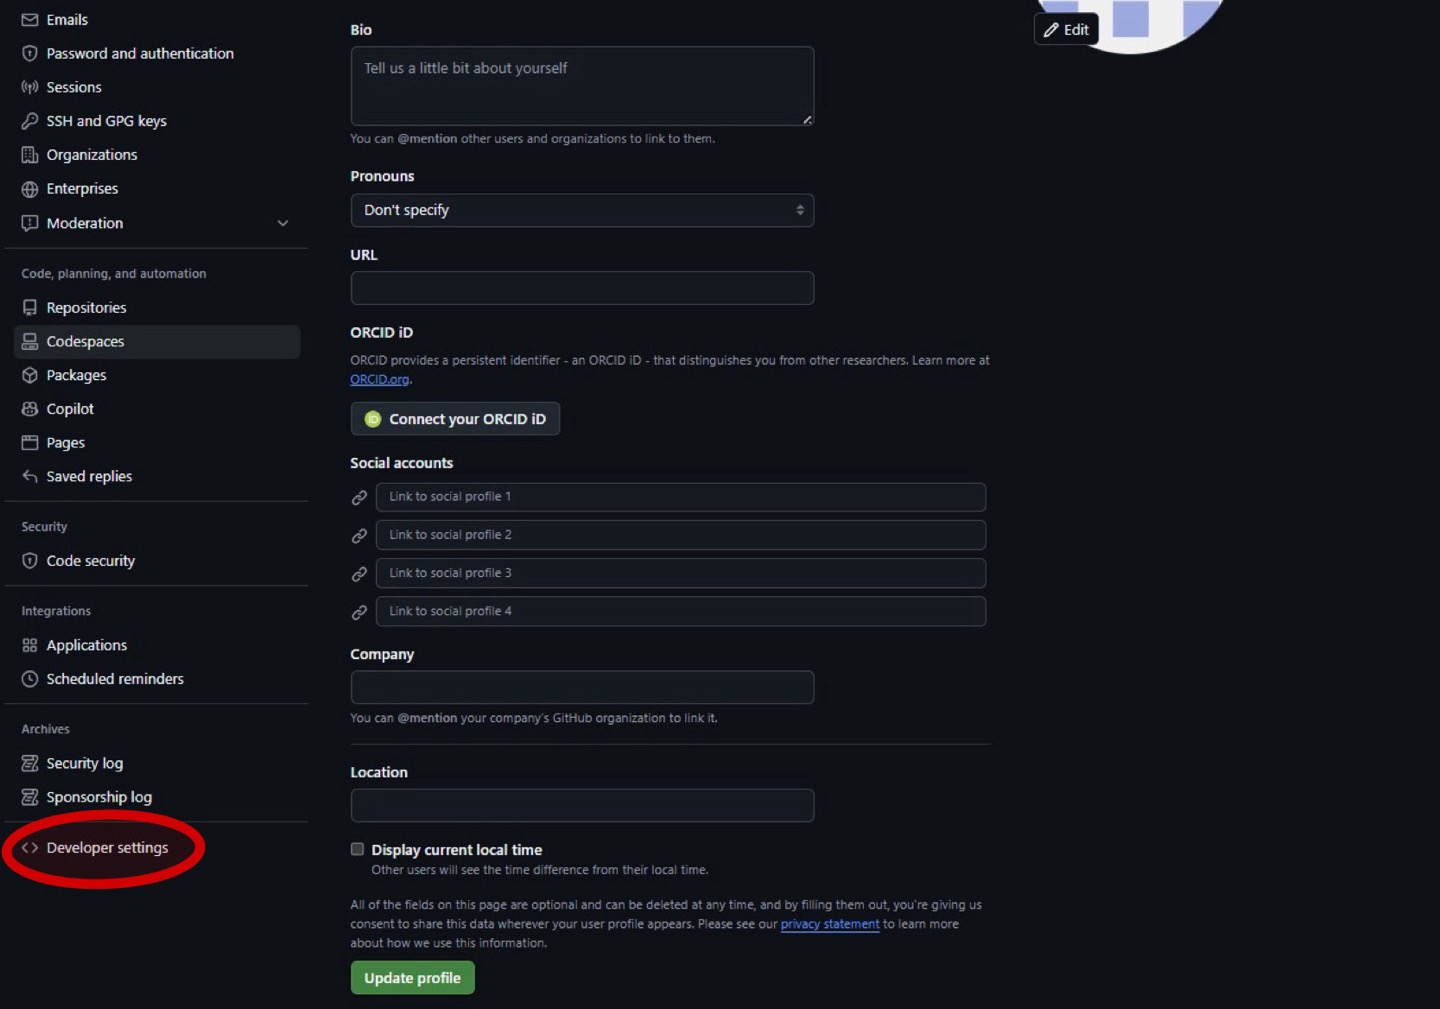 Emails
Password and authentication
Sessions
SSH and GPG keys
Organizations
Enterprises
Moderation
Code, planning, and automation
Repositories
Codespaces
Packages
Copilot
Pages
Saved replies
Security
Code security
Integrations
Applications
Scheduled reminders
Archives
Security log
Sponsorship log
Developer settings
Bio
Tell us a little bit about yourself
You can @mention other users and organizations to link to them.
Pronouns
Don't specify
URL
ORCID iD
ORCID provides a persistent identifier - an ORCID iD - that distinguishes you from other researchers. Learn more at
ORCID.org.
iD Connect your ORCID iD
Social accounts
Link to social profile 1
Link to social profile 2
Link to social profile 3
Link to social profile 4
Company
You can @mention your company's GitHub organization to link it.
Location
Display current local time
Other users will see the time difference from their local time.
All of the fields on this page are optional and can be deleted at any time, and by filling them out, you're giving us
consent to share this data wherever your user profile appears. Please see our privacy statement to learn more
about how we use this information.
Update profile
Edit